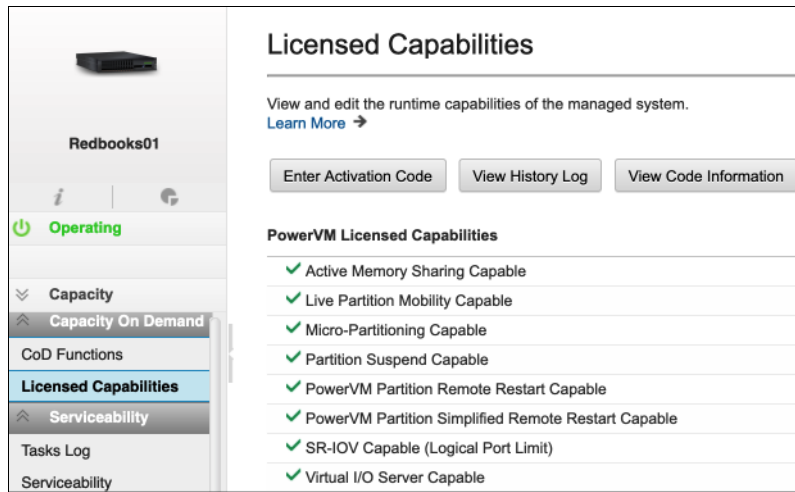 Redbooks01
Operating
Capacity
Capacity On Demand
CoD Functions
Licensed Capabilities
Serviceability
Tasks Log
Serviceability
Licensed Capabilities
View and edit the runtime capabilities of the managed system.
Learn More →
Enter Activation Code
View History Log
View Code Information
PowerVM Licensed Capabilities
Active Memory Sharing Capable
Live Partition Mobility Capable
Micro-Partitioning Capable
Partition Suspend Capable
PowerVM Partition Remote Restart Capable
PowerVM Partition Simplified Remote Restart Capable
SR-IOV Capable (Logical Port Limit)
Virtual I/O Server Capable